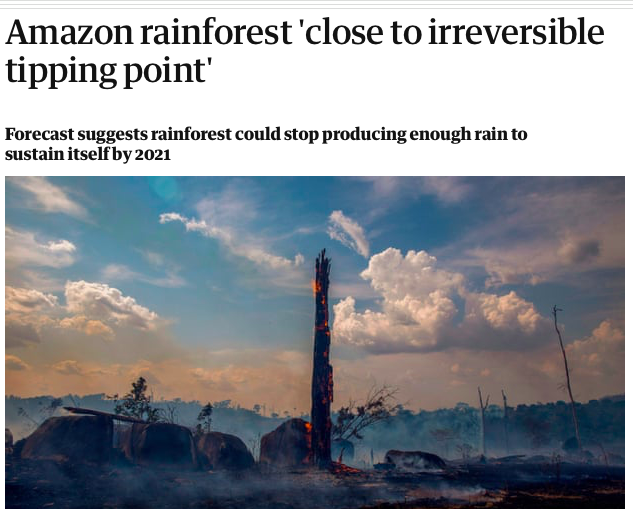 Amazon rainforest 'close to irreversible
tipping point'
Forecast suggests rainforest could stop producing enough rain to
sustain itself by 2021